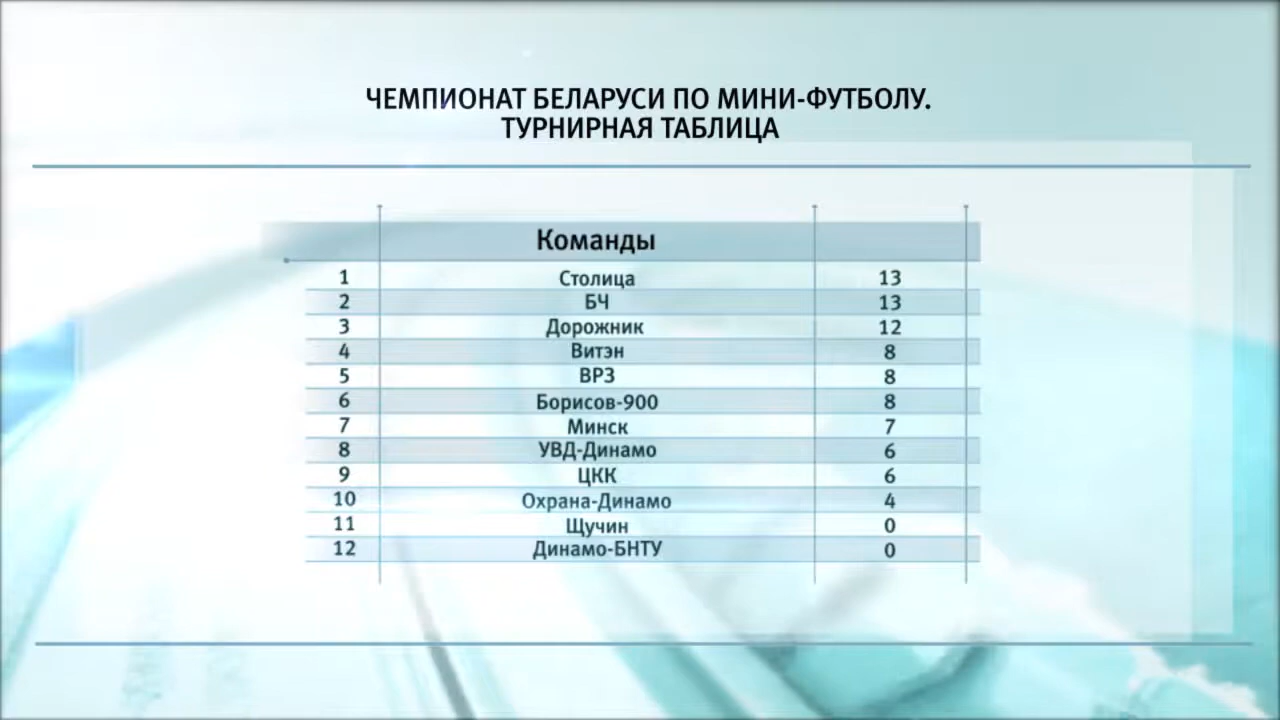 ЧЕМПИОНАТ БЕЛАРУСИ ПО МИНИ-ФУТБОЛУ.
ТУРНИРНАЯ ТАБЛИЦА
Команды
1 Столица 13
2 БЧ 13
3 Дорожник 12
4 Витэн 8
5 ВРЗ 8
6 Борисов-900 8
7 Минск 7
8 УВД-Динамо 6
9 ЦКК 6
10 Охрана-Динамо 4
11 Щучин 0
12 Динамо-БНТУ 0